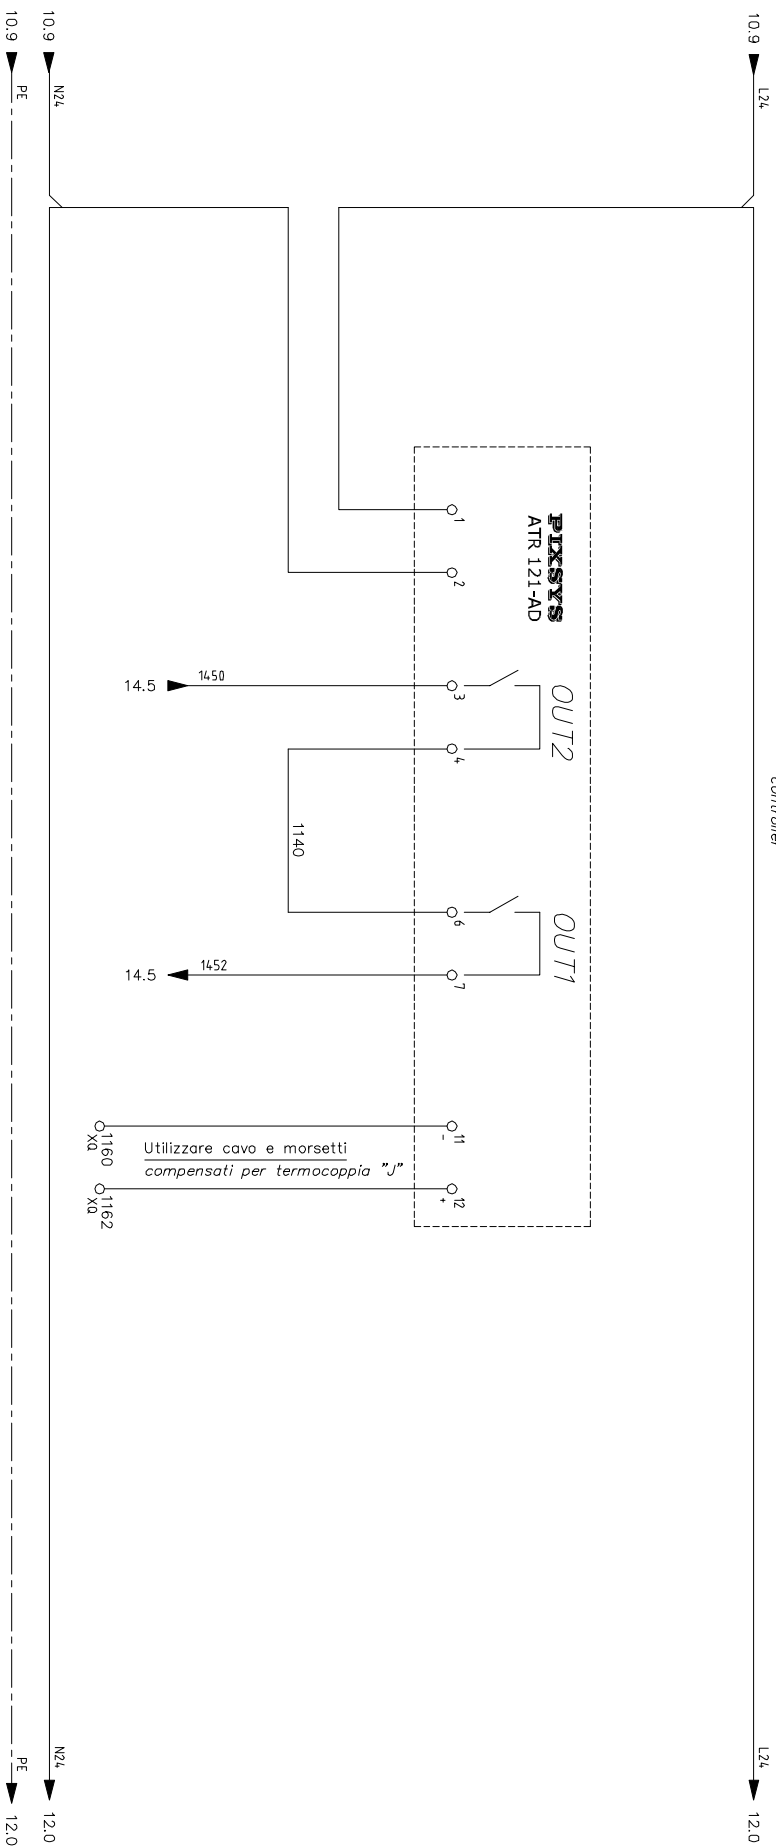 10.9
PE
10.9
N24
10.9
L24
PIXSYS
ATR 121-AD
1
2
14.5
1450
3
OUT2
4
1140
6
OUT1
14.5
1452
7
controller
11
-
1160
XQ
Utilizzare cavo e morsetti
compensati per termocoppia "J"
12
+
1162
XQ
PE
12.0
N24
12.0
L24
12.0